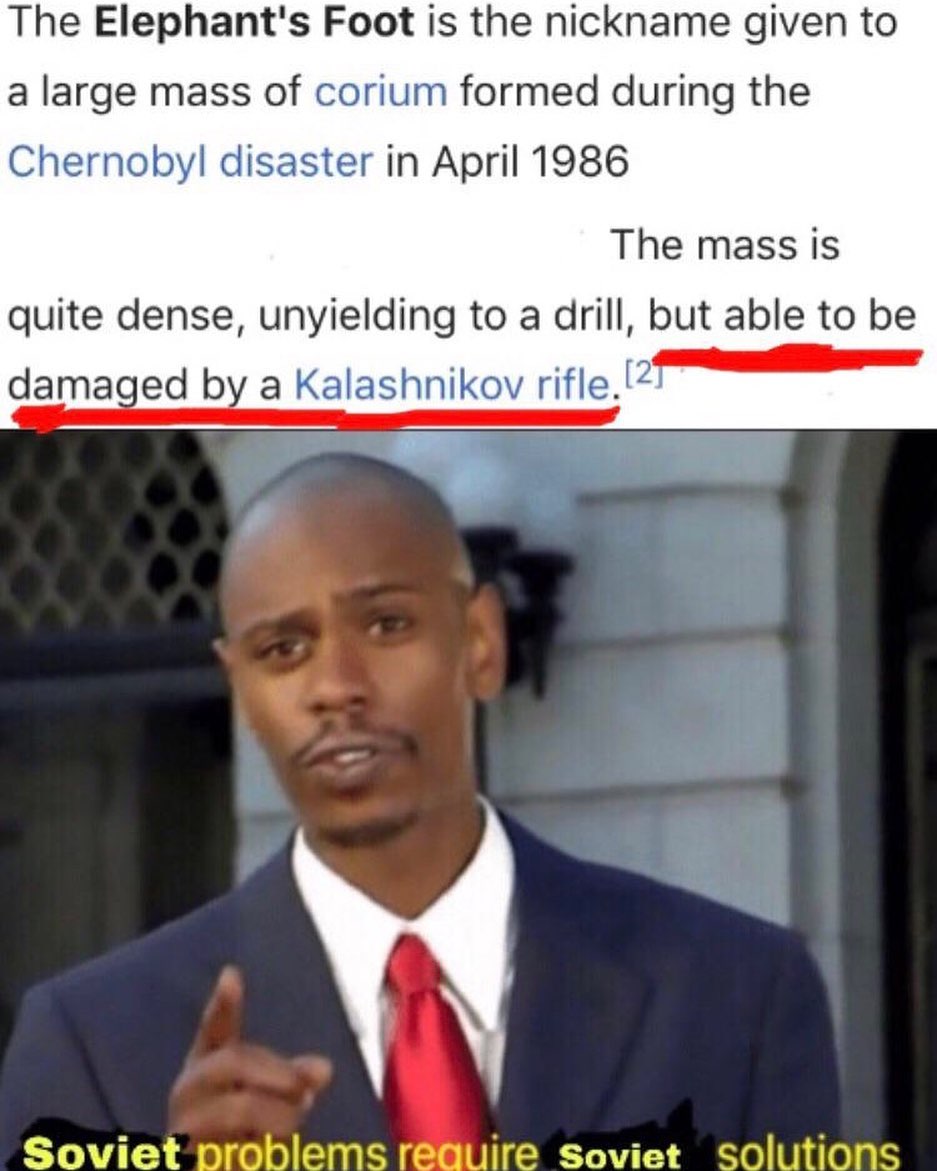 The Elephant's Foot is the nickname given to
a large mass of corium formed during the
Chernobyl disaster in April 1986
The mass is
quite dense, unyielding to a drill, but able to be
damaged by a Kalashnikov rifle.[2]
Soviet problems require soviet solutions